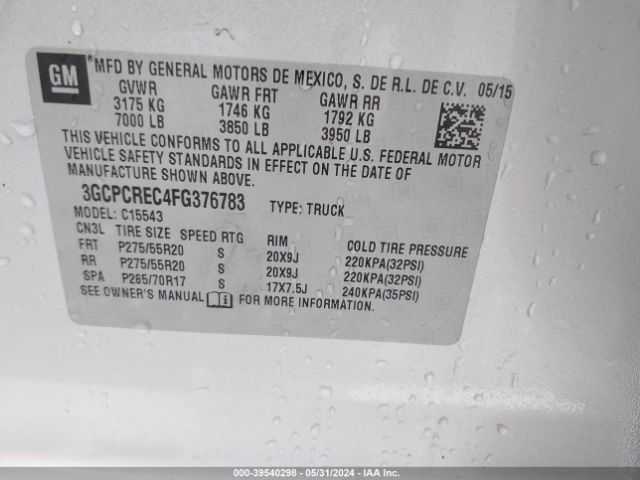 GM
®MFD BY GENERAL MOTORS DE MEXICO, S. DE R.L. DE C.V. 05/15
GVWR GAWR FRT GAWR RR
3175 KG 1746 KG 1792 KG
7000 LB 3850 LB 3950 LB
THIS VEHICLE CONFORMS TO ALL APPLICABLE U.S. FEDERAL MOTOR
VEHICLE SAFETY STANDARDS IN EFFECT ON THE DATE OF
MANUFACTURE SHOWN ABOVE.
3GCPCREC4FG376783 TYPE: TRUCK
MODEL: C15543
CN3L TIRE SIZE SPEED RTG RIM COLD TIRE PRESSURE
FRT P275/55R20 S 20X9J 220KPA(32PSI)
RR P275/55R20 S 20X9J 220KPA(32PSI)
SPA P265/70R17 S 17X7.5J 240KPA(35PSI)
SEE OWNER'S MANUAL FOR MORE INFORMATION.
000-39540298 - 05/31/2024 - IAA Inc.